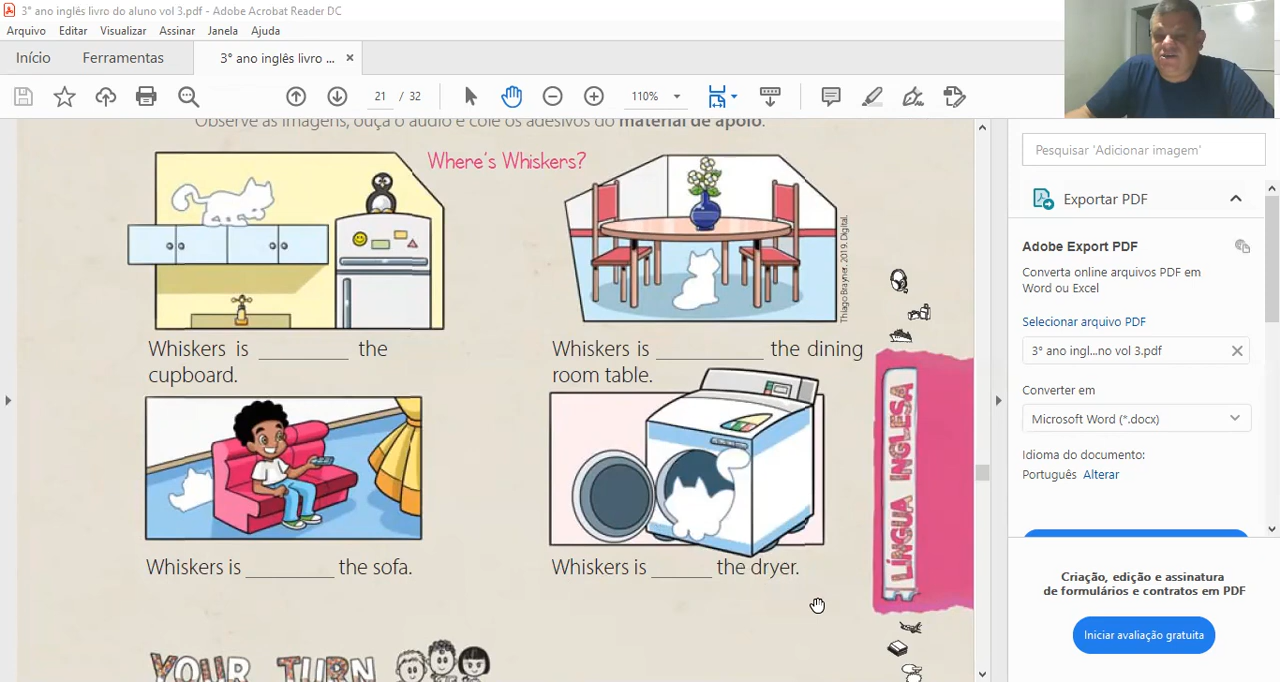 3° ano inglês livro do aluno vol 3.pdf - Adobe Acrobat Reader DC
Arquivo Editar Visualizar Assinar Janela Ajuda
Início Ferramentas 3° ano inglês livro ... ×
21 / 32 110%
Observe as imagens, ouça o áudio e cole os adesivos do material de apoio.
Where's Whiskers?
Thiago Brayner. 2019. Digital.
Whiskers is _________ the
cupboard.
Whiskers is ___________ the dining
room table.
Whiskers is _________ the sofa.
Whiskers is ______ the dryer.
LÍNGUA INGLESA
YOUR TURN
Pesquisar 'Adicionar imagem'
Exportar PDF
Adobe Export PDF
Converta online arquivos PDF em
Word ou Excel
Selecionar arquivo PDF
3° ano ingl...no vol 3.pdf
Converter em
Microsoft Word (*.docx)
Idioma do documento:
Português Alterar
Criação, edição e assinatura
de formulários e contratos em PDF
Iniciar avaliação gratuita